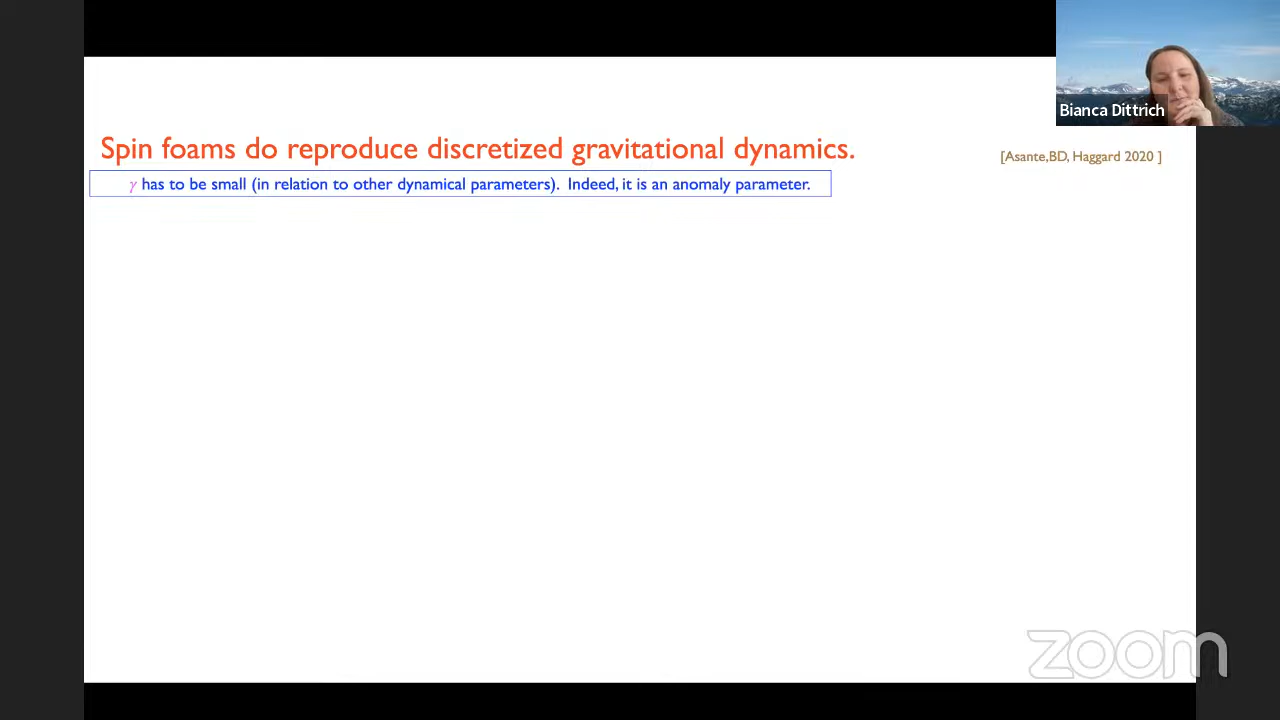 Bianca Dittrich
Spin foams do reproduce discretized gravitational dynamics.
[Asante,BD, Haggard 2020 ]
γ has to be small (in relation to other dynamical parameters). Indeed, it is an anomaly parameter.
zoom